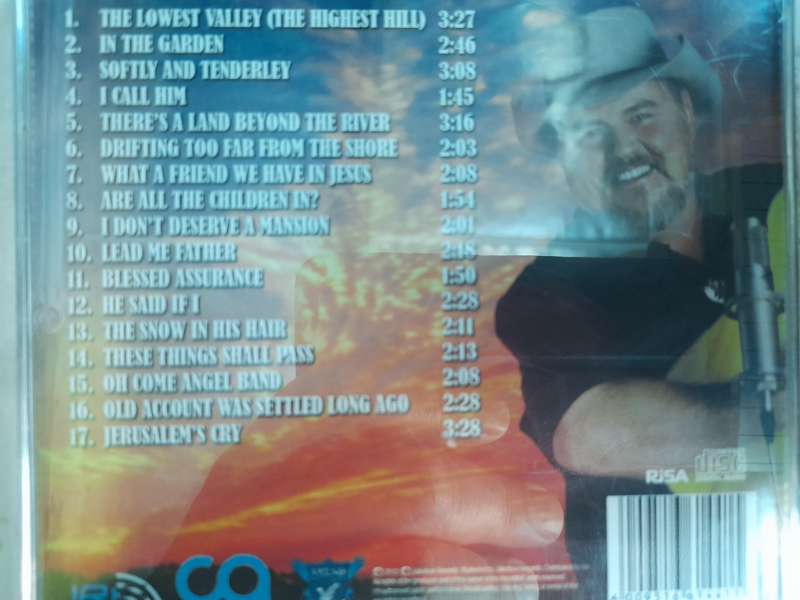 1. THE LOWEST VALLEY (THE HIGHEST HILL) 3:27
2. IN THE GARDEN 2:46
3. SOFTLY AND TENDERLEY 3:08
4. I CALL HIM 1:45
5. THERE'S A LAND BEYOND THE RIVER 3:16
6. DRIFTING TOO FAR FROM THE SHORE 2:03
7. WHAT A FRIEND WE HAVE IN JESUS 2:08
8. ARE ALL THE CHILDREN IN? 1:54
9. I DON'T DESERVE A MANSION 2:01
10. LEAD ME FATHER 2:18
11. BLESSED ASSURANCE 1:50
12. HE SAID IF I 2:28
13. THE SNOW IN HIS HAIR 2:11
14. THESE THINGS SHALL PASS 2:13
15. OH COME ANGEL BAND 2:08
16. OLD ACCOUNT WAS SETTLED LONG AGO 2:28
17. JERUSALEM'S CRY 3:28
RiSA